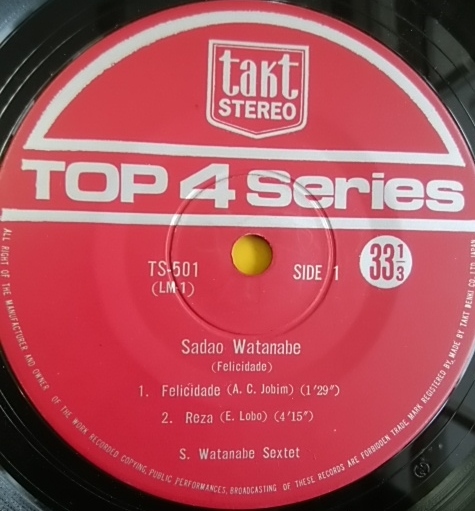 takt
STEREO
TOP 4 Series
TS-501
(LM-1)
SIDE 1
33 1/3
Sadao Watanabe
(Felicidade)
1. Felicidade (A. C. Jobim) (1′29″)
2. Reza (E. Lobo) (4′15″)
S. Watanabe Sextet
ALL RIGHT OF THE MANUFACTURER AND OWNER OF THE WORK RECORDED COPYING, PUBLIC PERFORMANCES, BROADCASTING OF THESE RECORDS ARE FORBIDDEN TRADE MARK REGISTERED BY, MADE BY TAKT DENKI CO. LTD. JAPAN